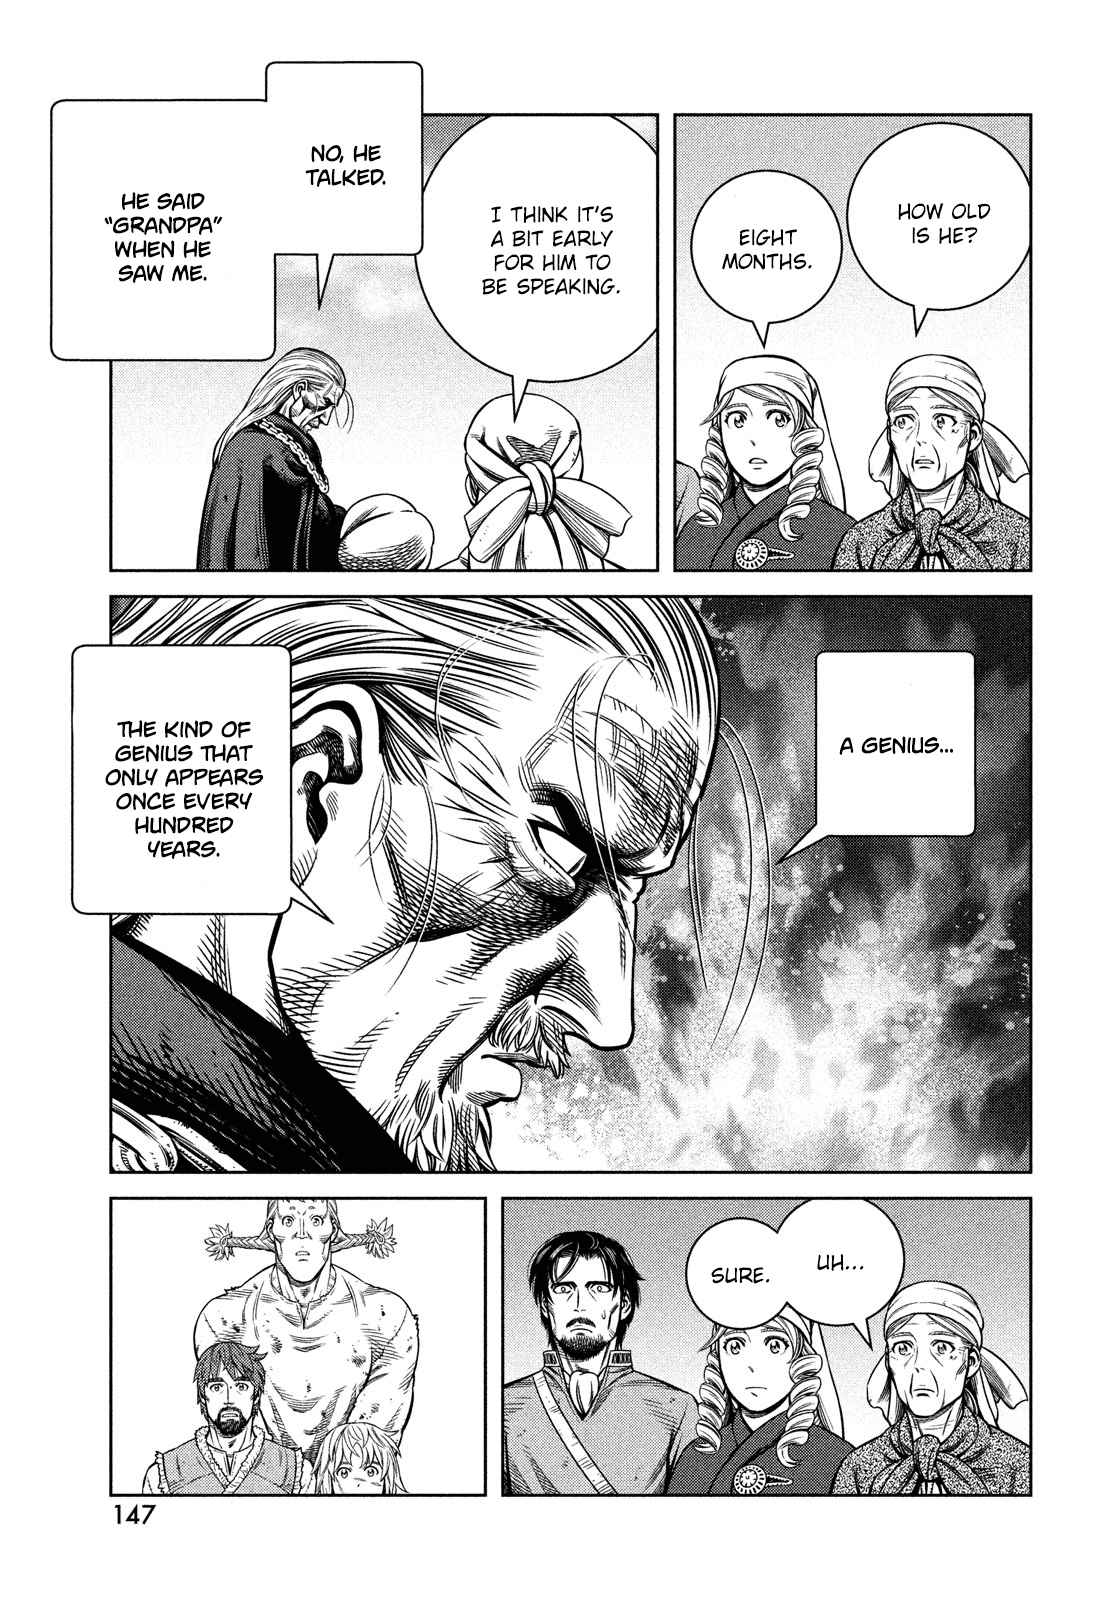 HOW OLD
IS HE?
EIGHT
MONTHS.
I THINK IT'S
A BIT EARLY
FOR HIM TO
BE SPEAKING.
NO, HE
TALKED.
HE SAID
"GRANDPA"
WHEN HE
SAW ME.
A GENIUS...
THE KIND OF
GENIUS THAT
ONLY APPEARS
ONCE EVERY
HUNDRED
YEARS.
UH...
SURE.
147